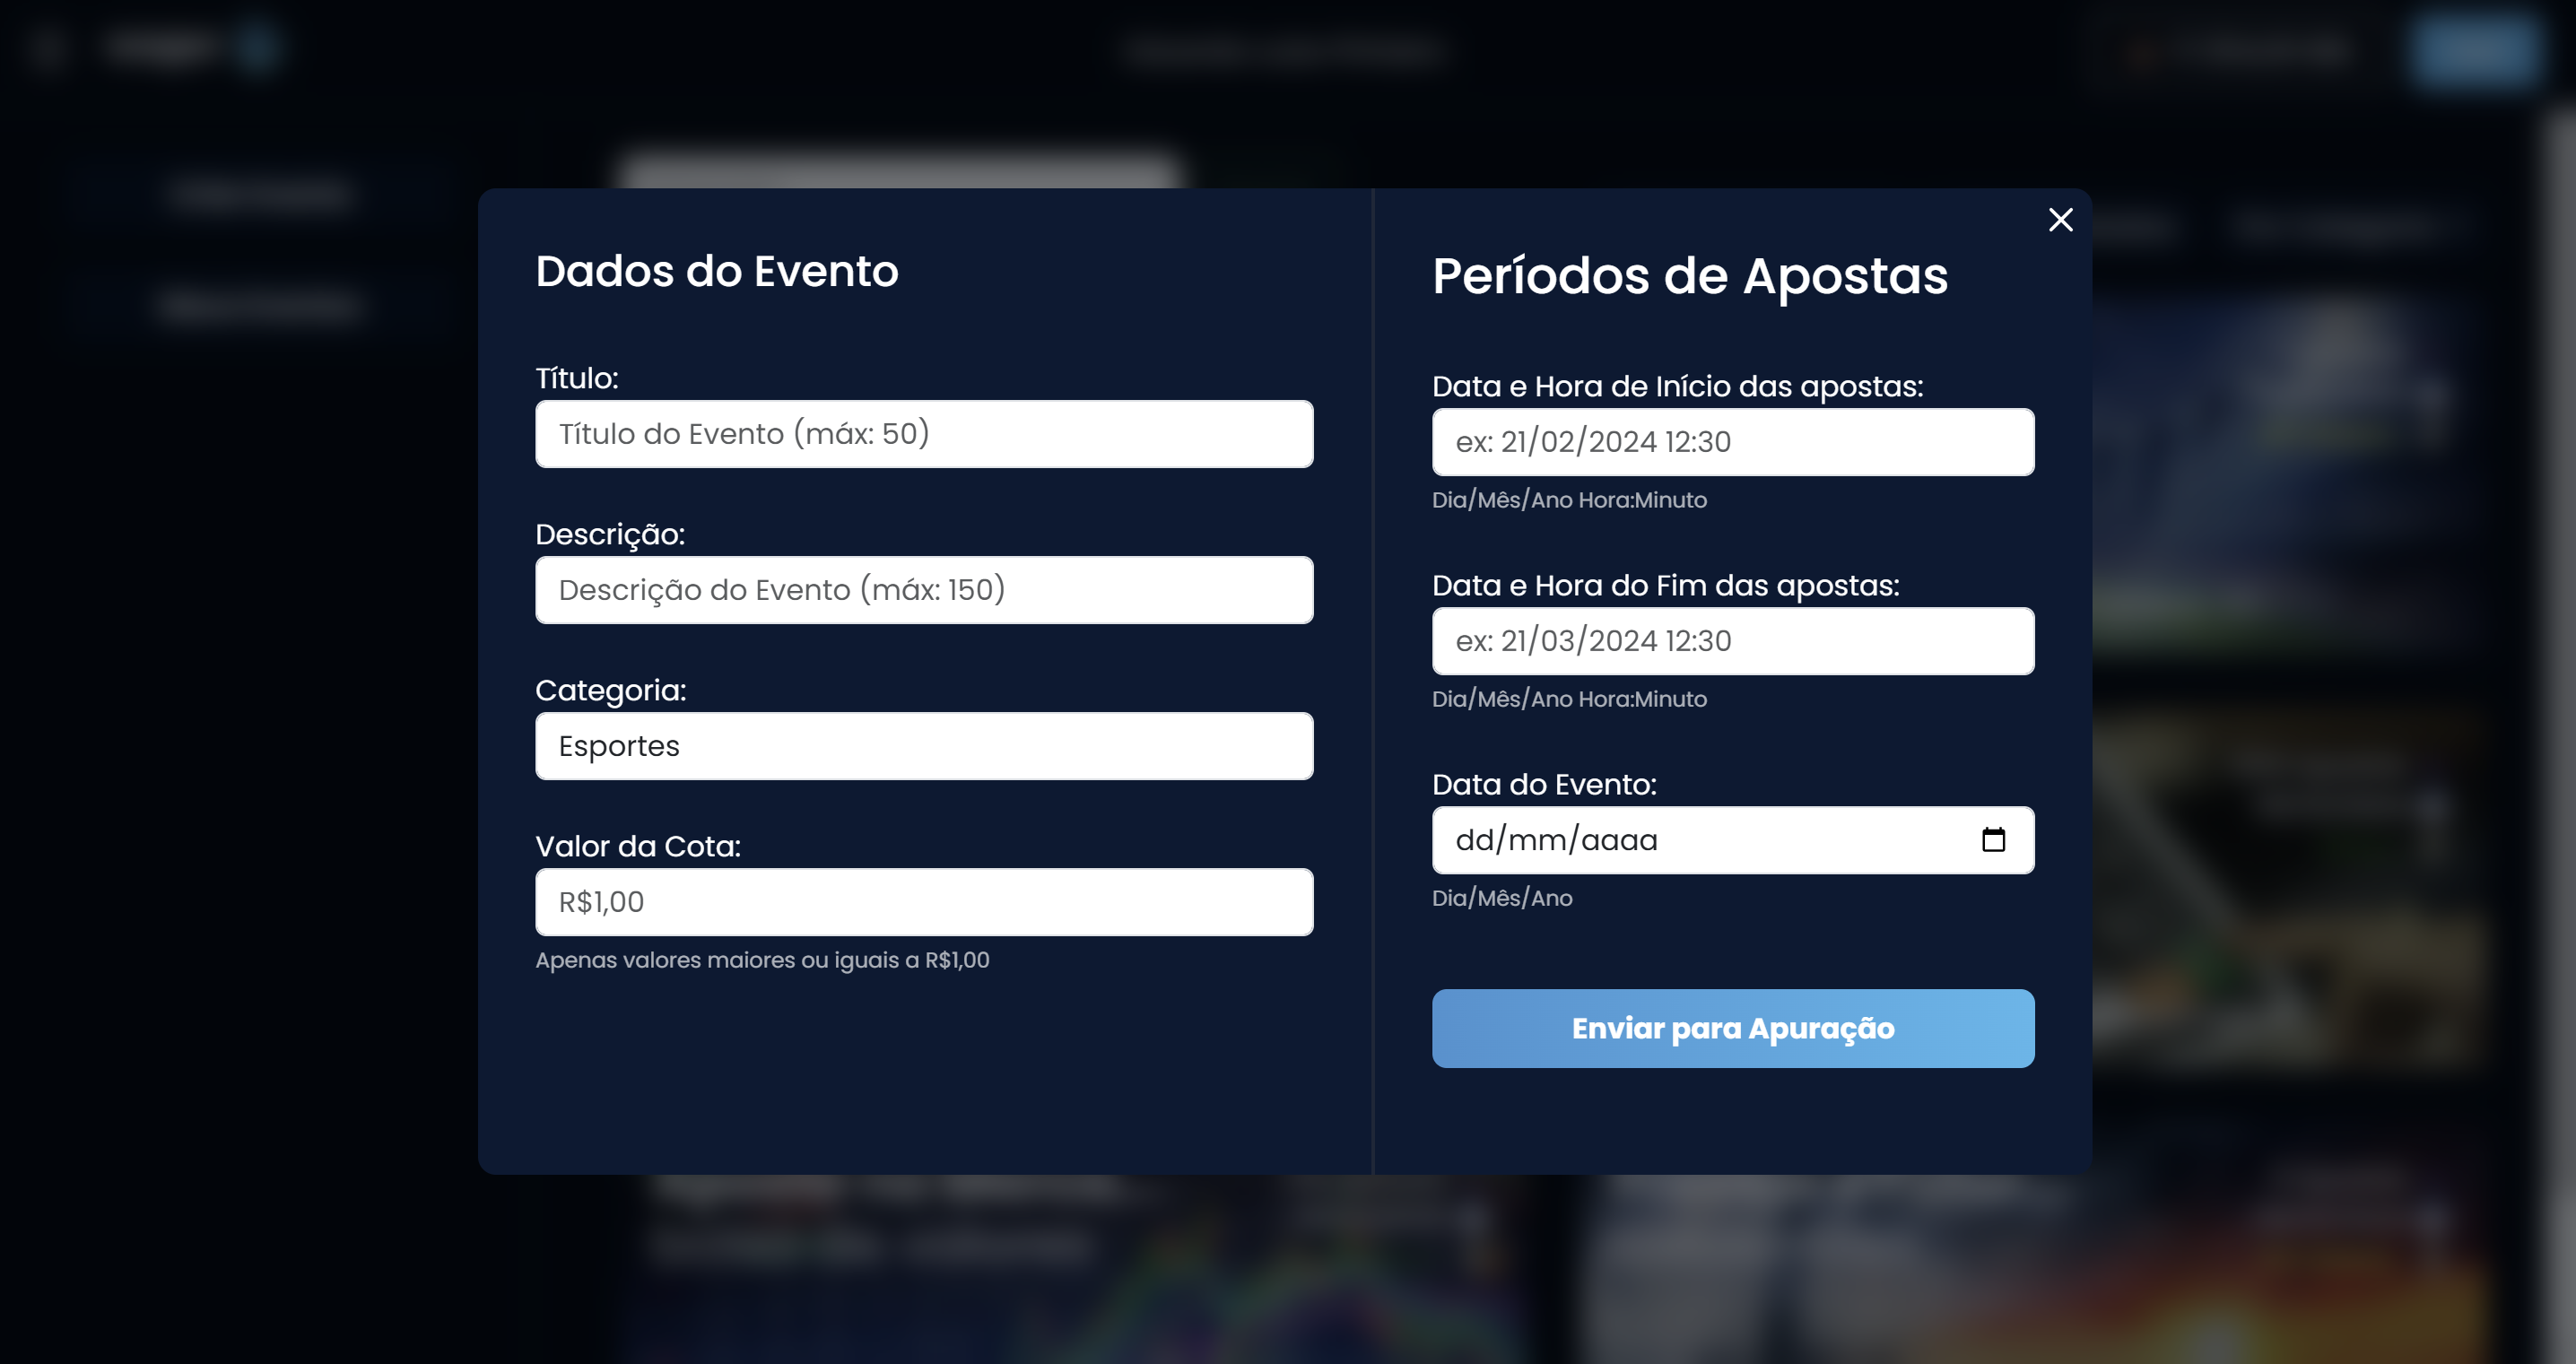 Dados do Evento
Título:
Título do Evento (máx: 50)
Descrição:
Descrição do Evento (máx: 150)
Categoria:
Esportes
Valor da Cota:
R$1,00
Apenas valores maiores ou iguais a R$1,00
Períodos de Apostas
Data e Hora de Início das apostas:
ex: 21/02/2024 12:30
Dia/Mês/Ano Hora:Minuto
Data e Hora do Fim das apostas:
ex: 21/03/2024 12:30
Dia/Mês/Ano Hora:Minuto
Data do Evento:
dd/mm/aaaa
Dia/Mês/Ano
Enviar para Apuração